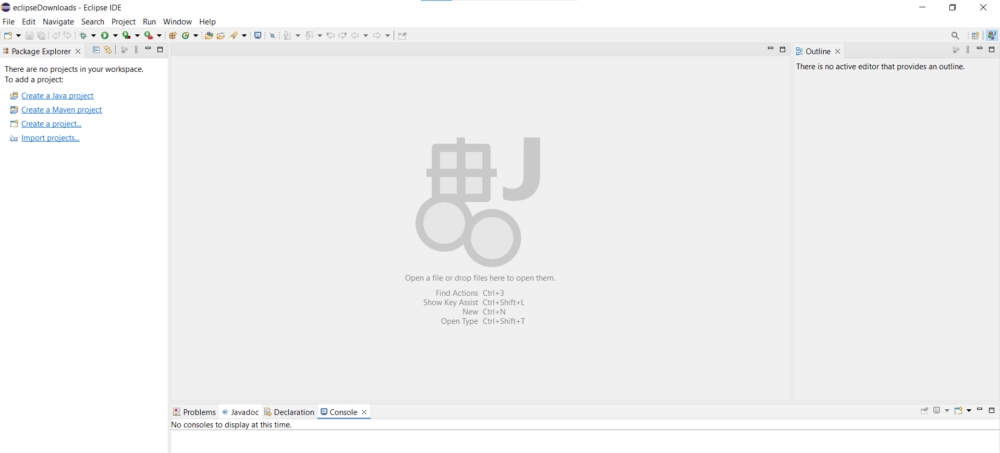 eclipseDownloads - Eclipse IDE
File Edit Navigate Search Project Run Window Help
Package Explorer
There are no projects in your workspace.
To add a project:
Create a Java project
Create a Maven project
Create a project...
Import projects...
J
Open a file or drop files here to open them.
Find Actions Ctrl+3
Show Key Assist Ctrl+Shift+L
New Ctrl+N
Open Type Ctrl+Shift+T
Outline
There is no active editor that provides an outline.
Problems @ Javadoc Declaration Console
No consoles to display at this time.